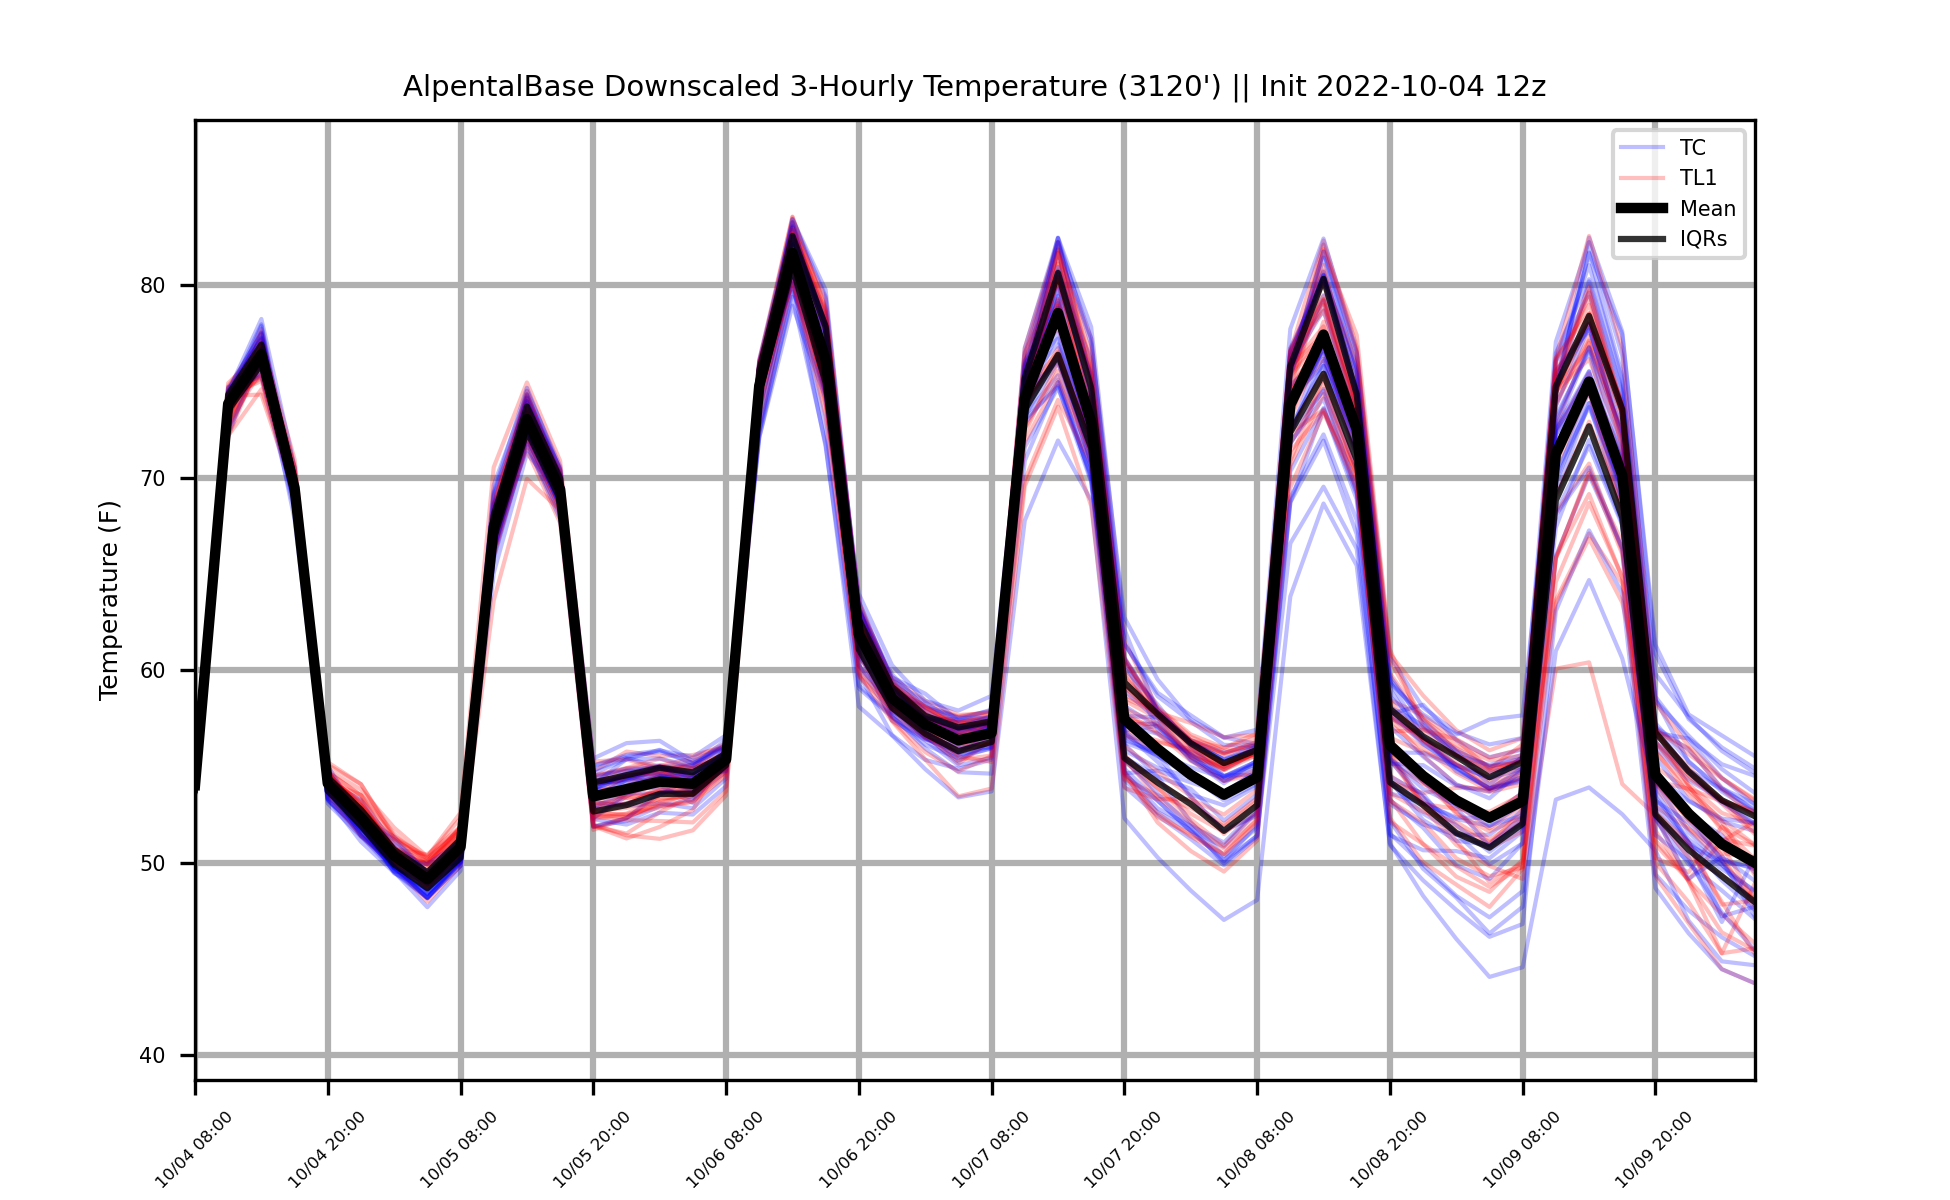 AlpentalBase Downscaled 3-Hourly Temperature (3120') || Init 2022-10-04 12z
TC
TL1
Mean
IQRs
Temperature (F)
80
70
60
50
40
10/04 08:00
10/04 20:00
10/05 08:00
10/05 20:00
10/06 08:00
10/06 20:00
10/07 08:00
10/07 20:00
10/08 08:00
10/08 20:00
10/09 08:00
10/09 20:00